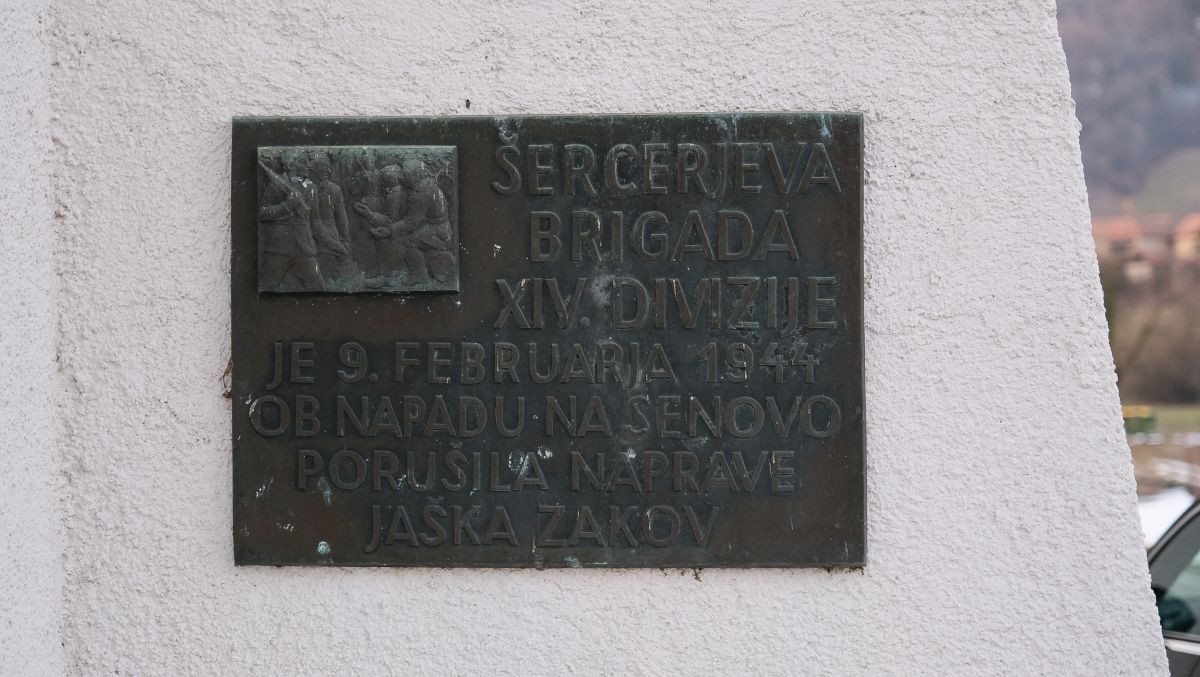 ŠERCERJEVA
BRIGADA
XIV. DIVIZIJE
JE 9. FEBRUARJA 1944
OB NAPADU NA SENOVO
PORUŠILA NAPRAVE
JAŠKA ZAKOV